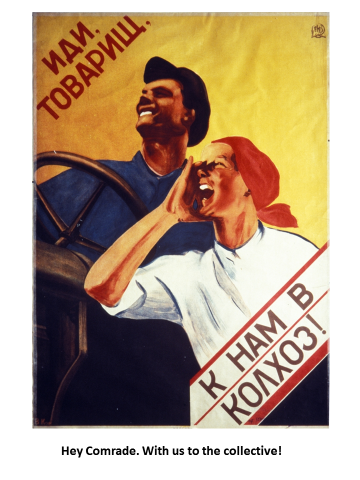 ИДИ,
ТОВАРИЩ,
К НАМ В
КОЛХОЗ!
Hey Comrade. With us to the collective!